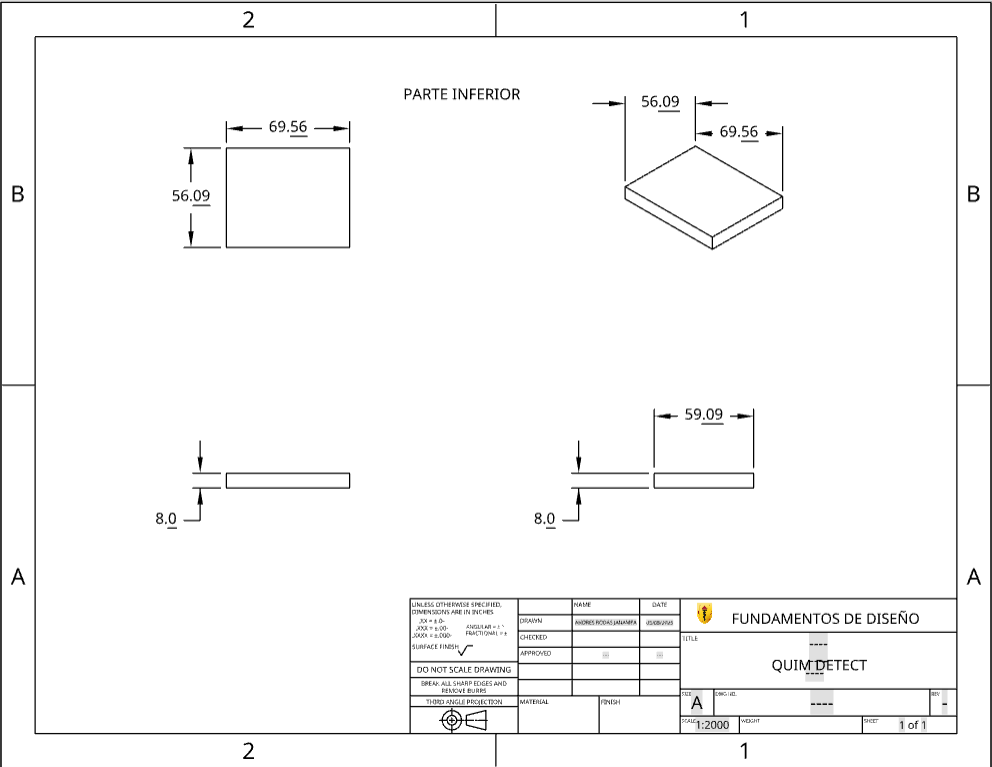 2 1
PARTE INFERIOR
56.09
69.56
69.56
B B
56.09
59.09
8.0 8.0
A A
UNLESS OTHERWISE SPECIFIED,
DIMENSIONS ARE IN INCHES
.XX = ±.0-
.XXX = ±.00-
.XXXX = ±.000-
ANGULAR = ± °
FRACTIONAL = ±
SURFACE FINISH
DO NOT SCALE DRAWING
BREAK ALL SHARP EDGES AND
REMOVE BURRS
THIRD ANGLE PROJECTION
NAME DATE
DRAWN
CHECKED
APPROVED
MATERIAL FINISH
FUNDAMENTOS DE DISEÑO
TITLE
----
QUIM DETECT
----
SIZE DWG NO. REV
A ---- -
SCALE 1:2000 WEIGHT SHEET 1 of 1
2 1